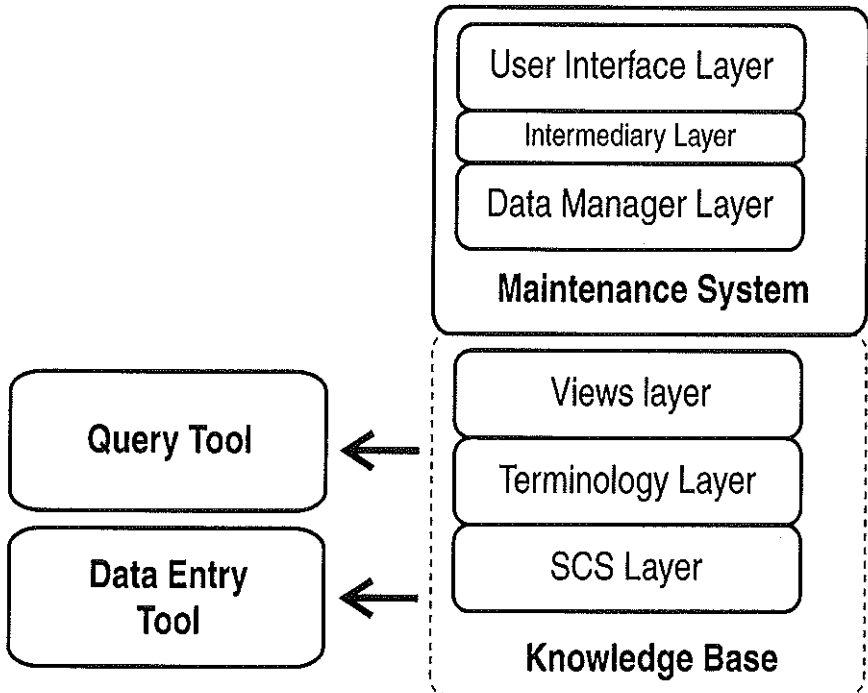 User Interface Layer
Intermediary Layer
Data Manager Layer
Maintenance System
Views layer
Terminology Layer
SCS Layer
Knowledge Base
Query Tool
Data Entry
Tool